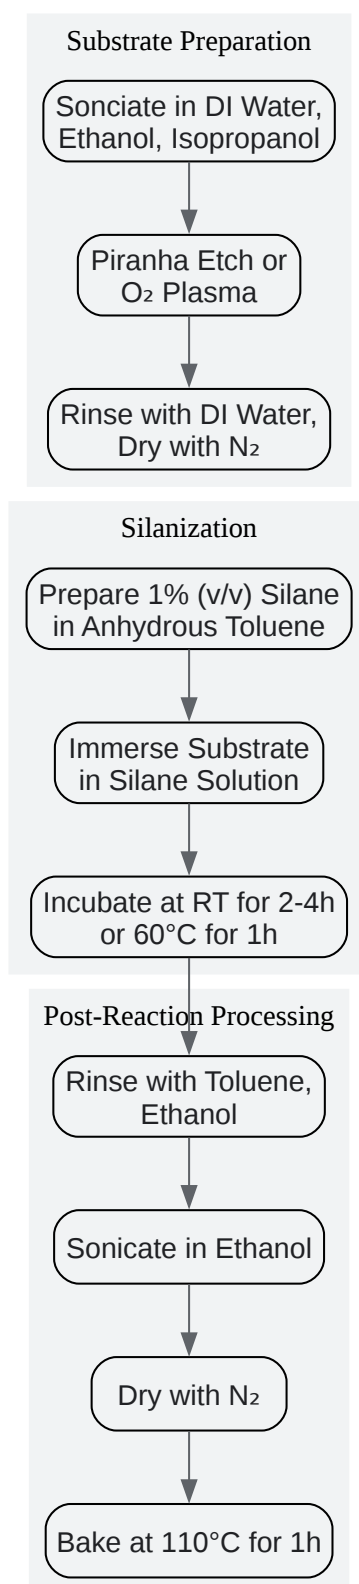 Substrate Preparation
Sonciate in DI Water,
Ethanol, Isopropanol
Piranha Etch or
O₂ Plasma
Rinse with DI Water,
Dry with N₂
Silanization
Prepare 1% (v/v) Silane
in Anhydrous Toluene
Immerse Substrate
in Silane Solution
Incubate at RT for 2-4h
or 60°C for 1h
Post-Reaction Processing
Rinse with Toluene,
Ethanol
Sonicate in Ethanol
Dry with N₂
Bake at 110°C for 1h